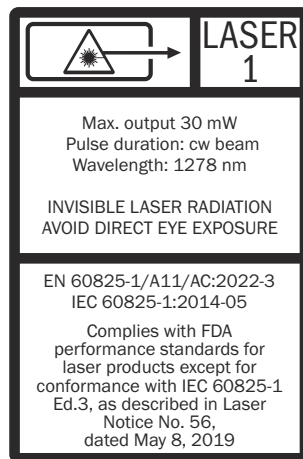 LASER
1
Max. output 30 mW
Pulse duration: cw beam
Wavelength: 1278 nm
INVISIBLE LASER RADIATION
AVOID DIRECT EYE EXPOSURE
EN 60825-1/A11/AC:2022-3
IEC 60825-1:2014-05
Complies with FDA
performance standards for
laser products except for
conformance with IEC 60825-1
Ed.3, as described in Laser
Notice No. 56,
dated May 8, 2019